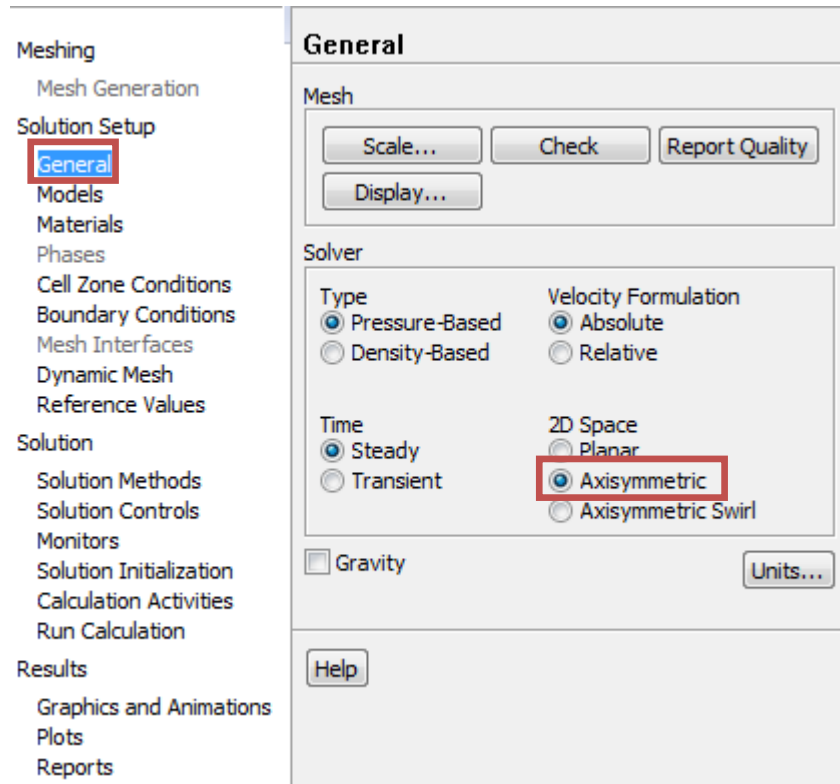 Meshing
Mesh Generation
Solution Setup
General
Models
Materials
Phases
Cell Zone Conditions
Boundary Conditions
Mesh Interfaces
Dynamic Mesh
Reference Values
Solution
Solution Methods
Solution Controls
Monitors
Solution Initialization
Calculation Activities
Run Calculation
Results
Graphics and Animations
Plots
Reports
General
Mesh
Scale... Check Report Quality
Display...
Solver
Type
Pressure-Based
Density-Based
Velocity Formulation
Absolute
Relative
Time
Steady
Transient
2D Space
Planar
Axisymmetric
Axisymmetric Swirl
Gravity
Units...
Help